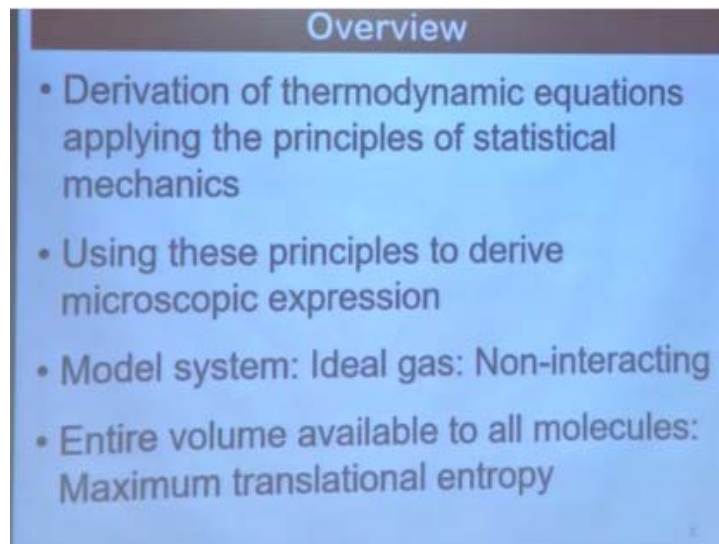 Overview
• Derivation of thermodynamic equations
applying the principles of statistical
mechanics
• Using these principles to derive
microscopic expression
• Model system: Ideal gas: Non-interacting
• Entire volume available to all molecules:
Maximum translational entropy